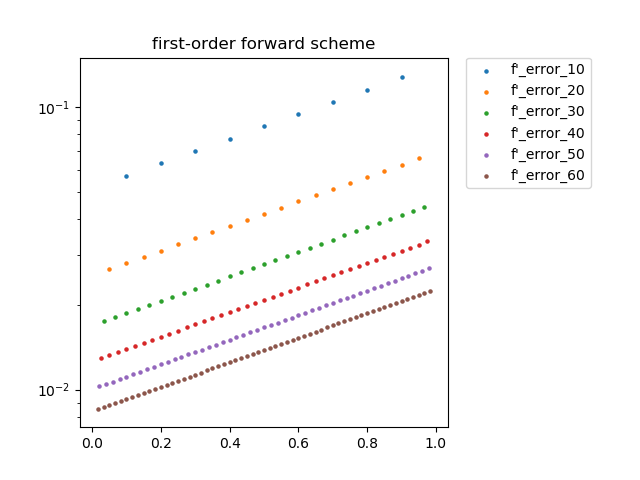 first-order forward scheme
f'_error_10
f'_error_20
f'_error_30
f'_error_40
f'_error_50
f'_error_60
10⁻¹
10⁻²
0.0 0.2 0.4 0.6 0.8 1.0